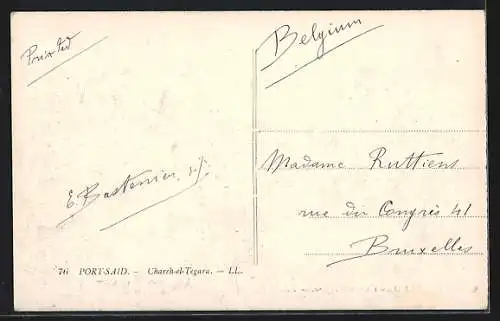 Printed
Belgium
Madame Ruttiens
E. Bastenier, s.j.
rue du Congrès 41
Bruxelles
76 PORT-SAID. - Chareh-el-Tegara. - LL.